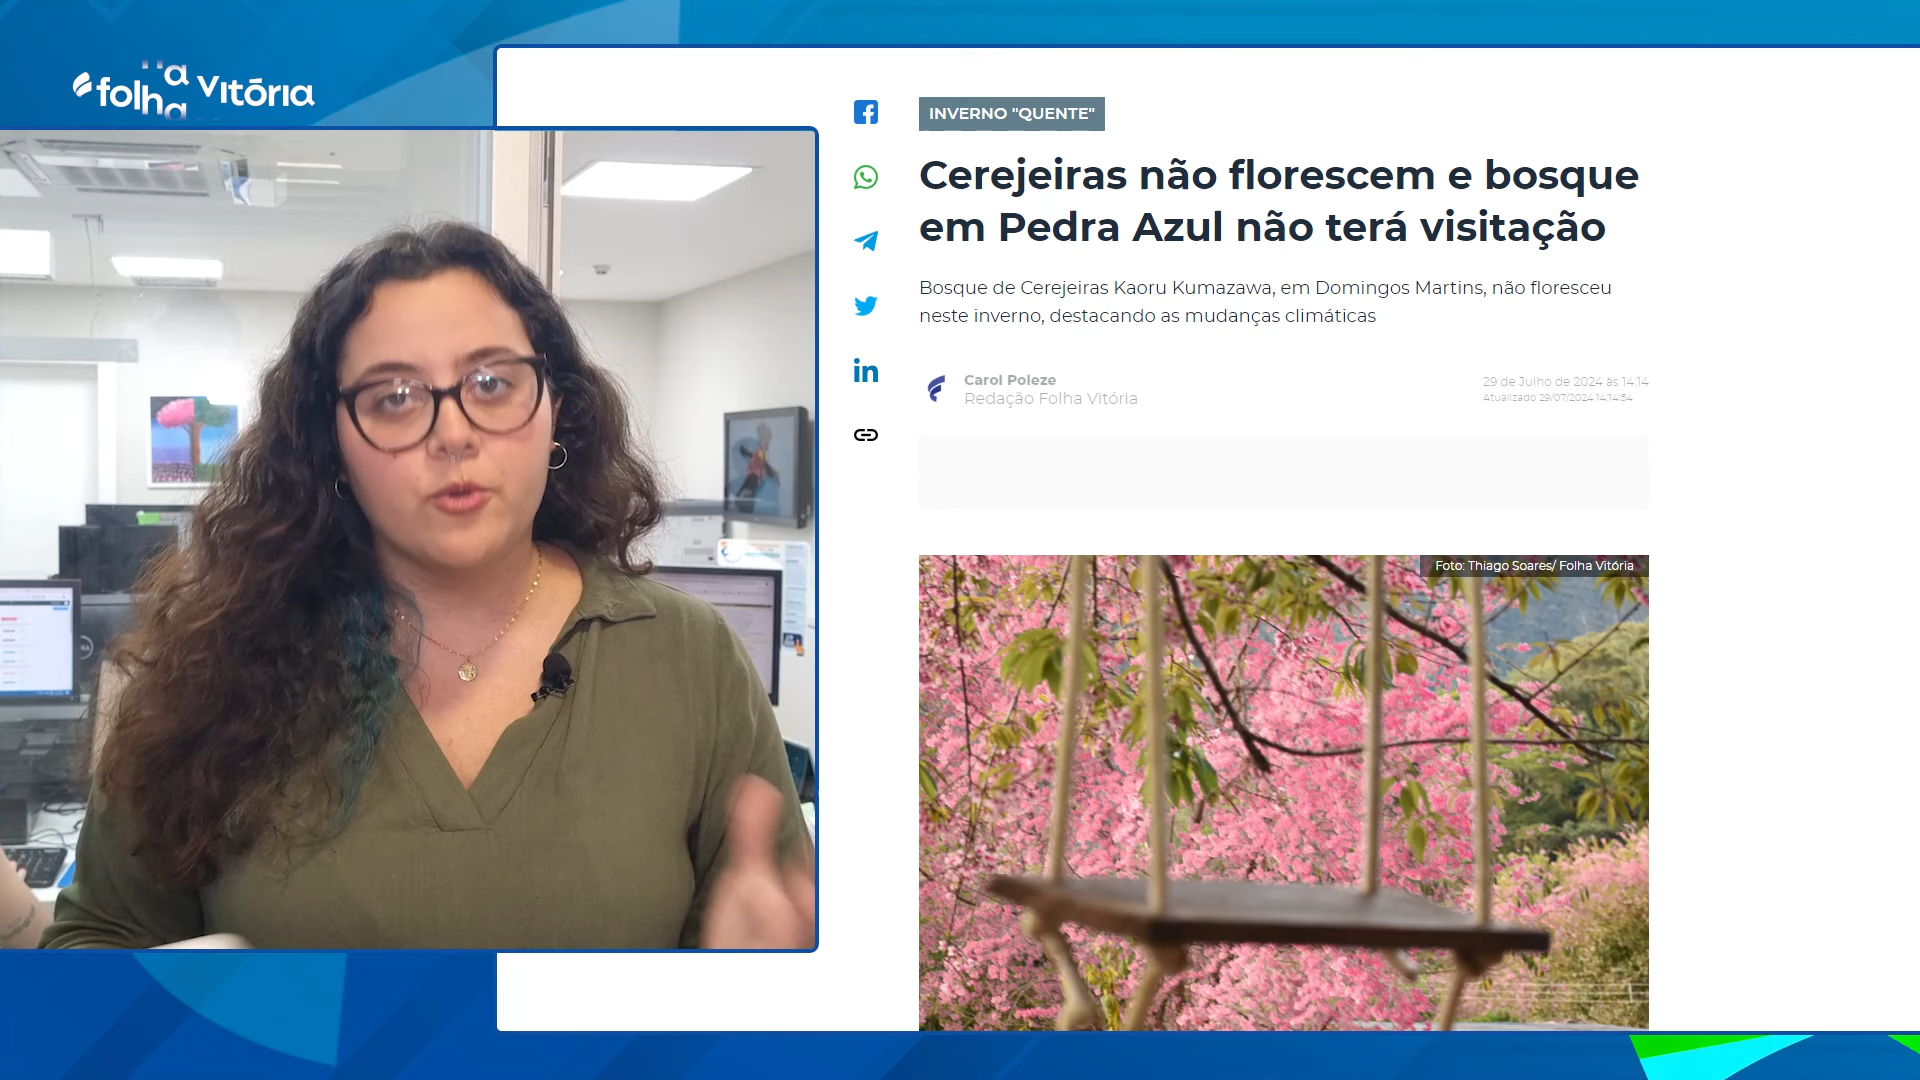 folha vitória
INVERNO "QUENTE"
Cerejeiras não florescem e bosque
em Pedra Azul não terá visitação
Bosque de Cerejeiras Kaoru Kumazawa, em Domingos Martins, não floresceu
neste inverno, destacando as mudanças climáticas
Carol Poleze
Redação Folha Vitória
29 de Julho de 2024 às 14:14
Atualizado 29/07/2024 14:14:54
Foto: Thiago Soares/ Folha Vitória